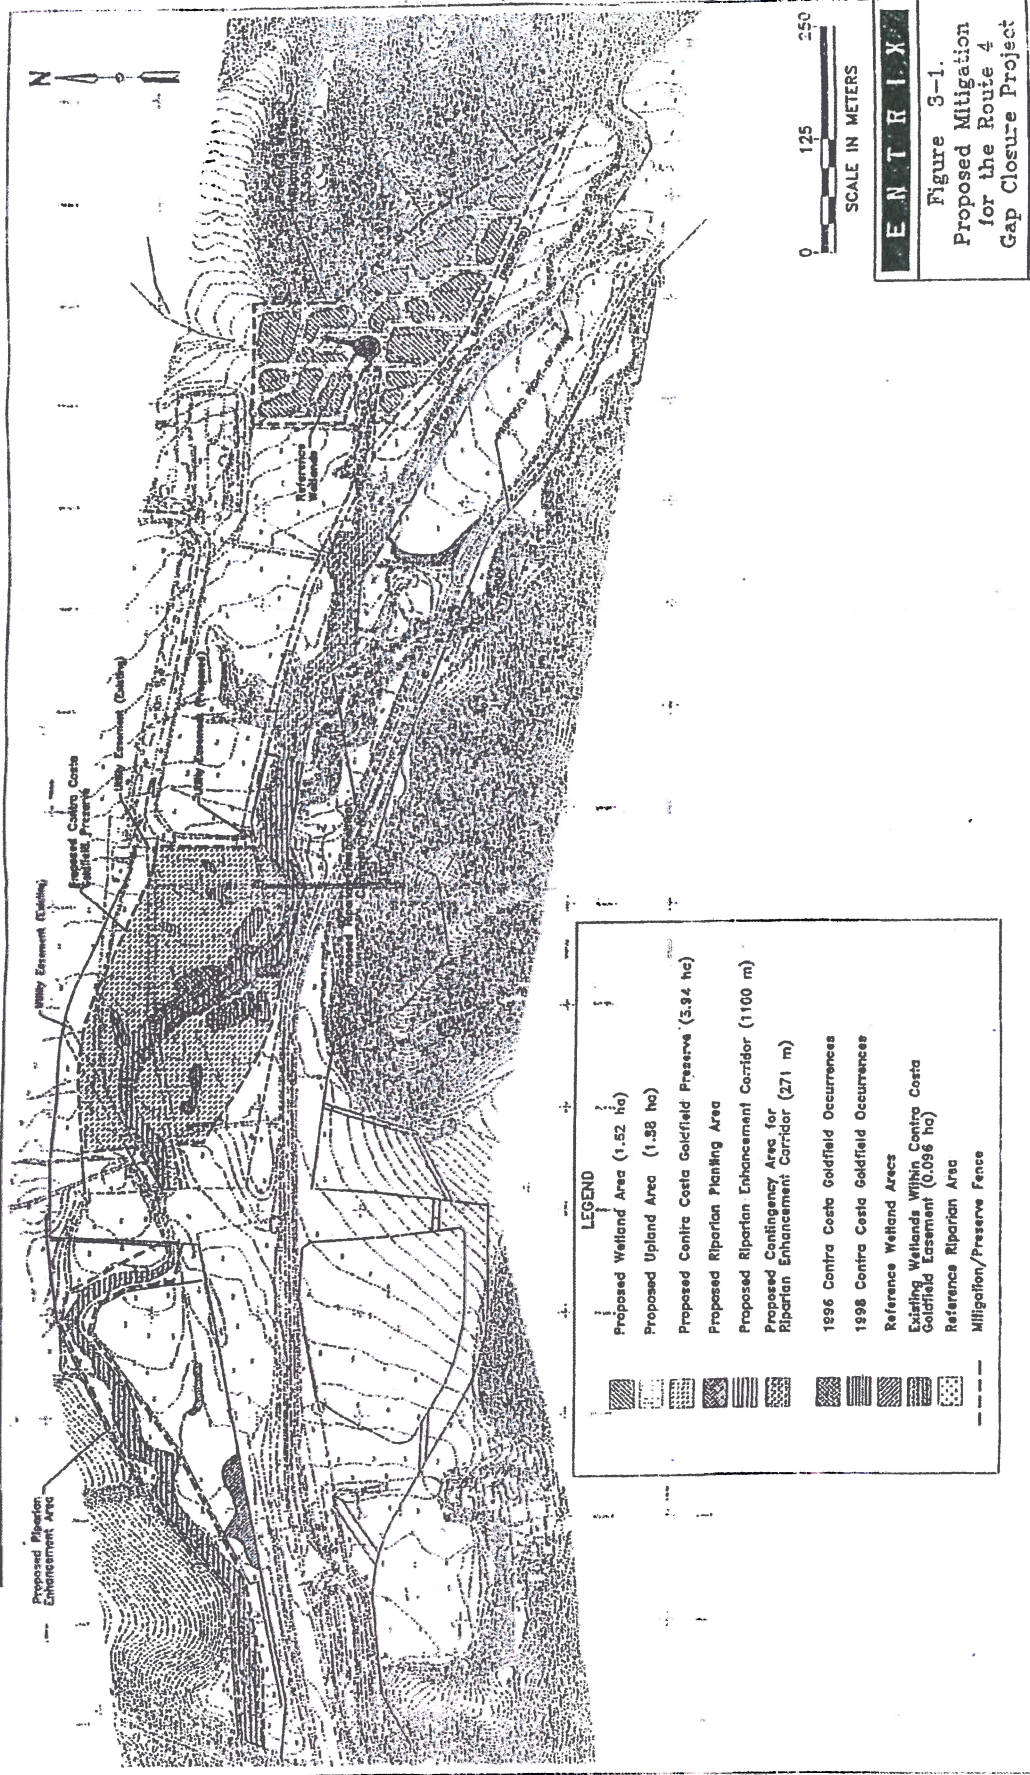 N
0 125 250
SCALE IN METERS
E N T R I X
Figure 3-1.
Proposed Mitigation
for the Route 4
Gap Closure Project
Proposed Riparian
Enhancement Area
Utility Easement (Existing)
Proposed Contra Costa
Goldfield Preserve
Utility Easement (Existing)
Utility Easement (Proposed)
Reference
Wetlands
LEGEND
Proposed Wetland Area (1.52 ha)
Proposed Upland Area (1.38 ha)
Proposed Contra Costa Goldfield Preserve (5.94 ha)
Proposed Riparian Planting Area
Proposed Riparian Enhancement Corridor (1100 m)
Proposed Contingency Area for
Riparian Enhancement Corridor (271 m)
1996 Contra Costa Goldfield Occurrences
1998 Contra Costa Goldfield Occurrences
Reference Wetland Areas
Existing Wetlands Within Contra Costa
Goldfield Easement (0.096 ha)
Reference Riparian Area
Mitigation/Preserve Fence